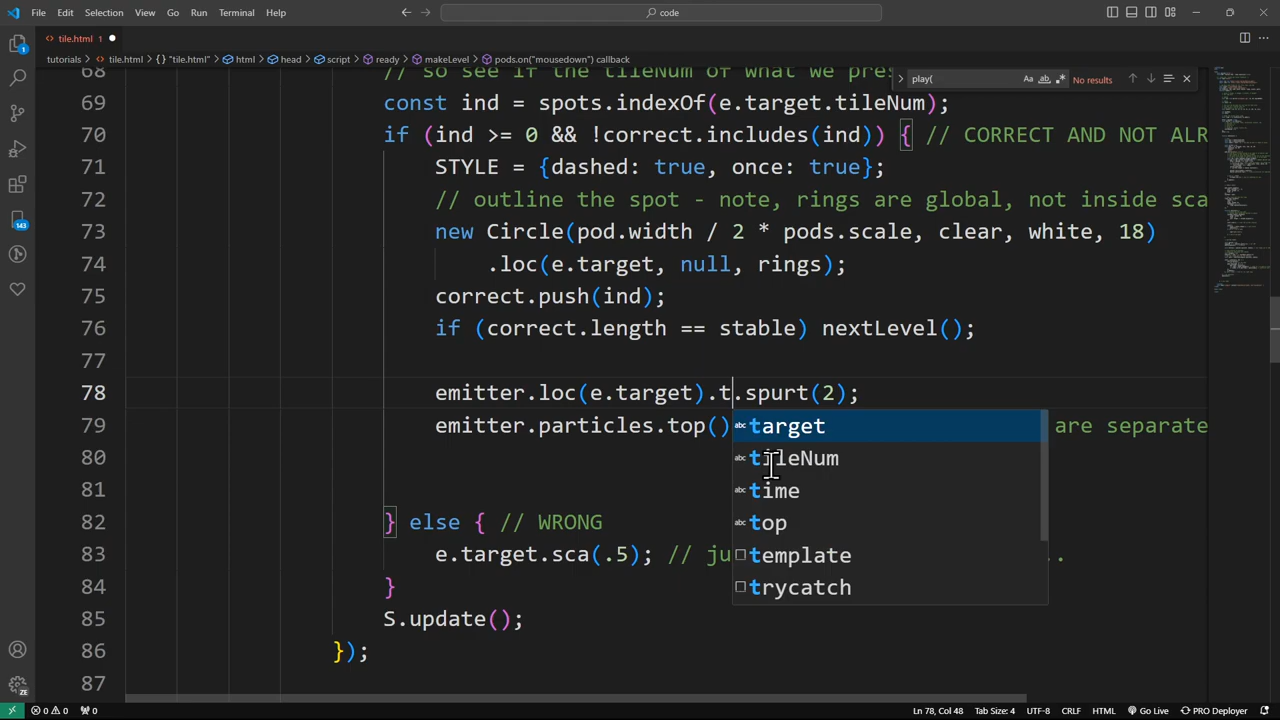 File Edit Selection View Go Run Terminal Help
code
tile.html 1
tutorials > tile.html > "tile.html" > html > head > script > ready > makeLevel > pods.on("mousedown") callback
play(
Aa ab .*
No results
68 // so see if the tileNum of what we pres
69 const ind = spots.indexOf(e.target.tileNum);
70 if (ind >= 0 && !correct.includes(ind)) { // CORRECT AND NOT ALR
71 STYLE = {dashed: true, once: true};
72 // outline the spot - note, rings are global, not inside sca
73 new Circle(pod.width / 2 * pods.scale, clear, white, 18)
74 .loc(e.target, null, rings);
75 correct.push(ind);
76 if (correct.length == stable) nextLevel();
77
78 emitter.loc(e.target).t.spurt(2);
79 emitter.particles.top() are separate
80
81
82 } else { // WRONG
83 e.target.sca(.5); // ju ..
84 }
85 S.update();
86 });
87
target
tileNum
time
top
template
trycatch
1
143
ZE
0 0 0
Ln 78, Col 48 Tab Size: 4 UTF-8 CRLF HTML Go Live PRO Deployer